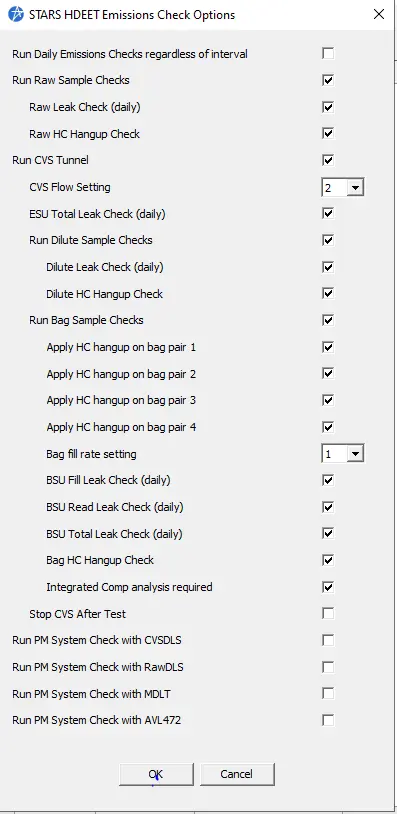 STARS HDEET Emissions Check Options
Run Daily Emissions Checks regardless of interval
Run Raw Sample Checks
Raw Leak Check (daily)
Raw HC Hangup Check
Run CVS Tunnel
CVS Flow Setting 2
ESU Total Leak Check (daily)
Run Dilute Sample Checks
Dilute Leak Check (daily)
Dilute HC Hangup Check
Run Bag Sample Checks
Apply HC hangup on bag pair 1
Apply HC hangup on bag pair 2
Apply HC hangup on bag pair 3
Apply HC hangup on bag pair 4
Bag fill rate setting 1
BSU Fill Leak Check (daily)
BSU Read Leak Check (daily)
BSU Total Leak Check (daily)
Bag HC Hangup Check
Integrated Comp analysis required
Stop CVS After Test
Run PM System Check with CVSDLS
Run PM System Check with RawDLS
Run PM System Check with MDLT
Run PM System Check with AVL472
OK Cancel